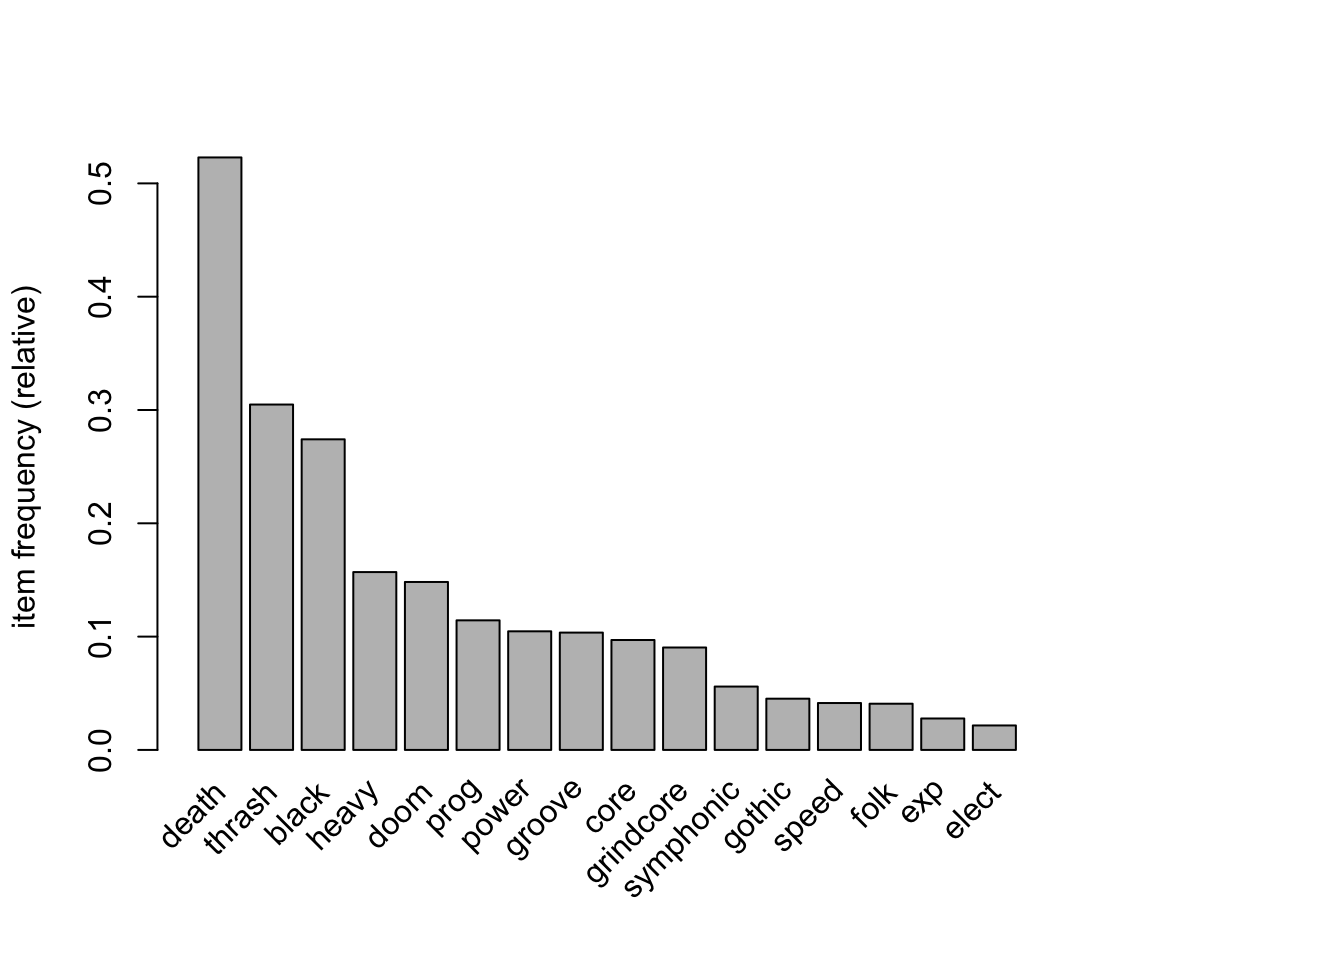 item frequency (relative)
0.5
0.4
0.3
0.2
0.1
0.0
death
thrash
black
heavy
doom
prog
power
groove
core
grindcore
symphonic
gothic
speed
folk
exp
elect